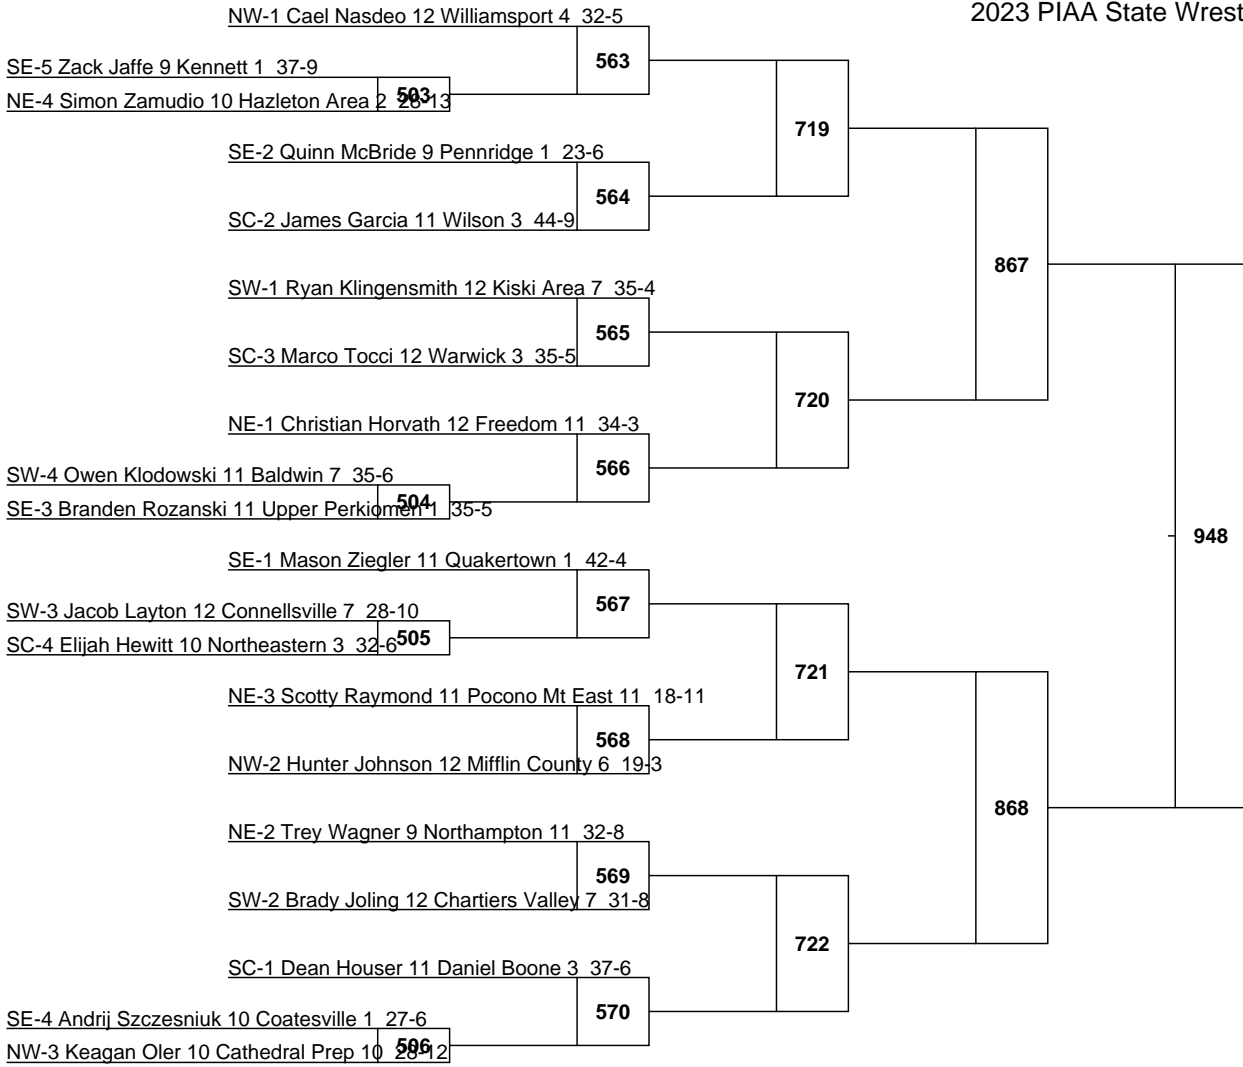 2023 PIAA State Wrest
NW-1 Cael Nasdeo 12 Williamsport 4 32-5
563
SE-5 Zack Jaffe 9 Kennett 1 37-9
503
NE-4 Simon Zamudio 10 Hazleton Area 2 28-13
719
SE-2 Quinn McBride 9 Pennridge 1 23-6
564
SC-2 James Garcia 11 Wilson 3 44-9
867
SW-1 Ryan Klingensmith 12 Kiski Area 7 35-4
565
SC-3 Marco Tocci 12 Warwick 3 35-5
720
NE-1 Christian Horvath 12 Freedom 11 34-3
566
SW-4 Owen Klodowski 11 Baldwin 7 35-6
504
SE-3 Branden Rozanski 11 Upper Perkiomen 1 35-5
948
SE-1 Mason Ziegler 11 Quakertown 1 42-4
567
SW-3 Jacob Layton 12 Connellsville 7 28-10
505
SC-4 Elijah Hewitt 10 Northeastern 3 32-6
721
NE-3 Scotty Raymond 11 Pocono Mt East 11 18-11
568
NW-2 Hunter Johnson 12 Mifflin County 6 19-3
868
NE-2 Trey Wagner 9 Northampton 11 32-8
569
SW-2 Brady Joling 12 Chartiers Valley 7 31-8
722
SC-1 Dean Houser 11 Daniel Boone 3 37-6
570
SE-4 Andrij Szczesniuk 10 Coatesville 1 27-6
506
NW-3 Keagan Oler 10 Cathedral Prep 10 28-12